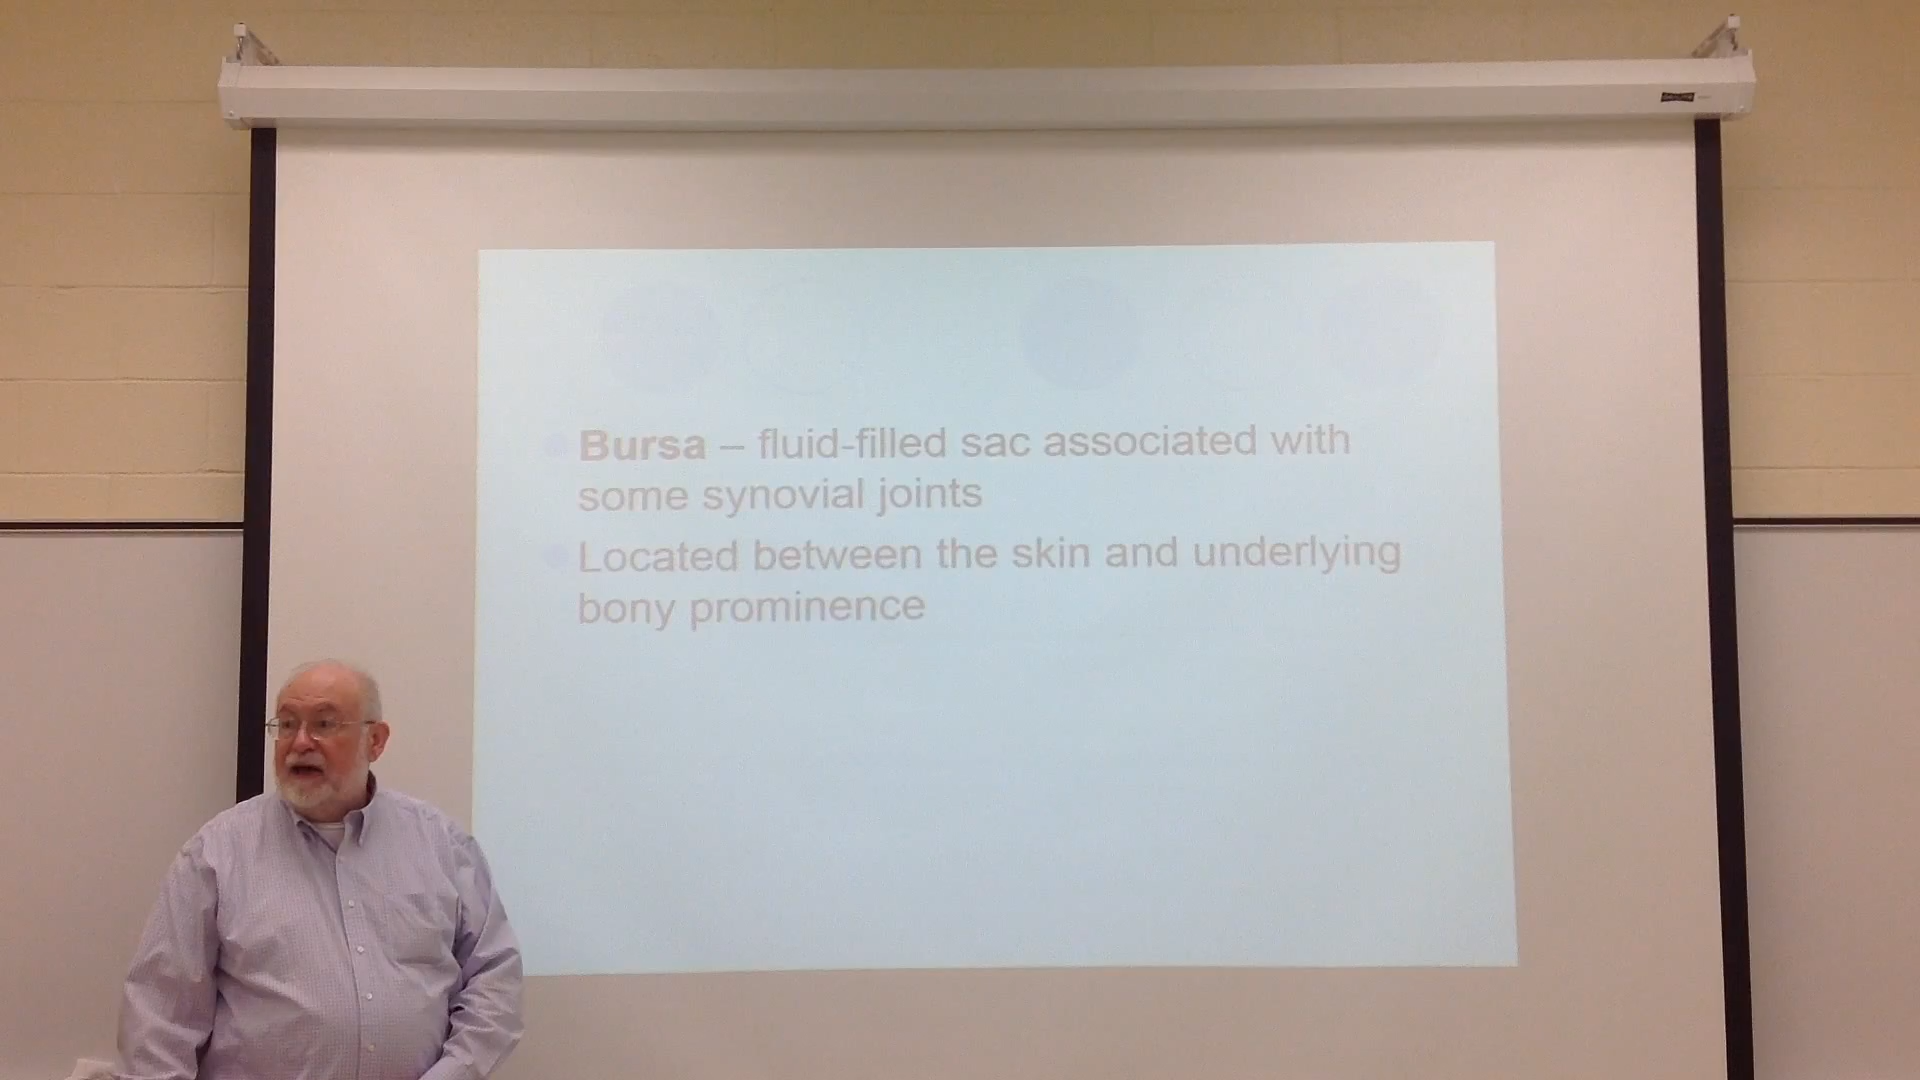 Bursa – fluid-filled sac associated with
some synovial joints
Located between the skin and underlying
bony prominence